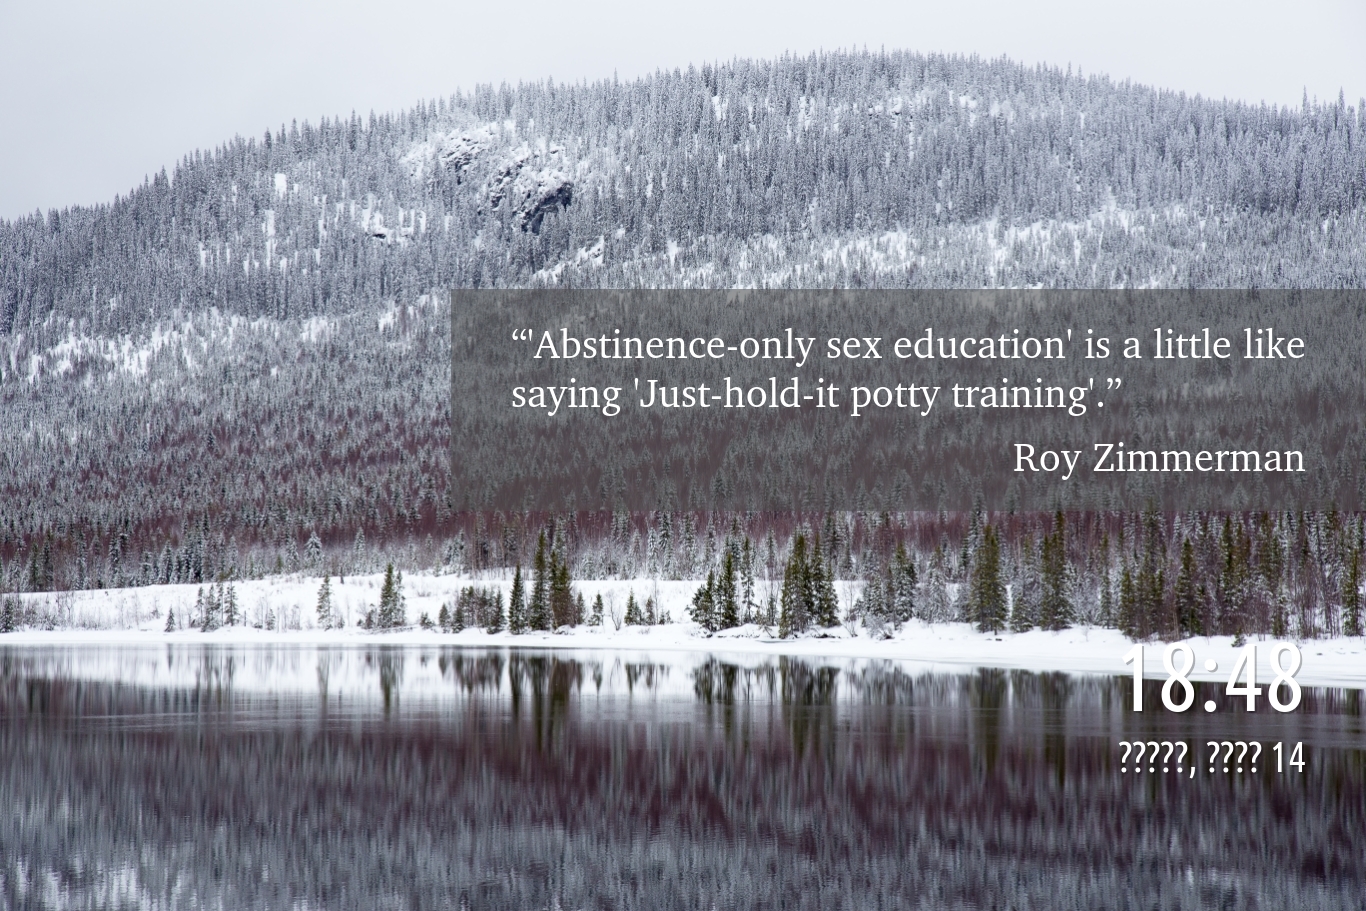 “'Abstinence-only sex education' is a little like
saying 'Just-hold-it potty training'.”
Roy Zimmerman
18:48
?????, ???? 14